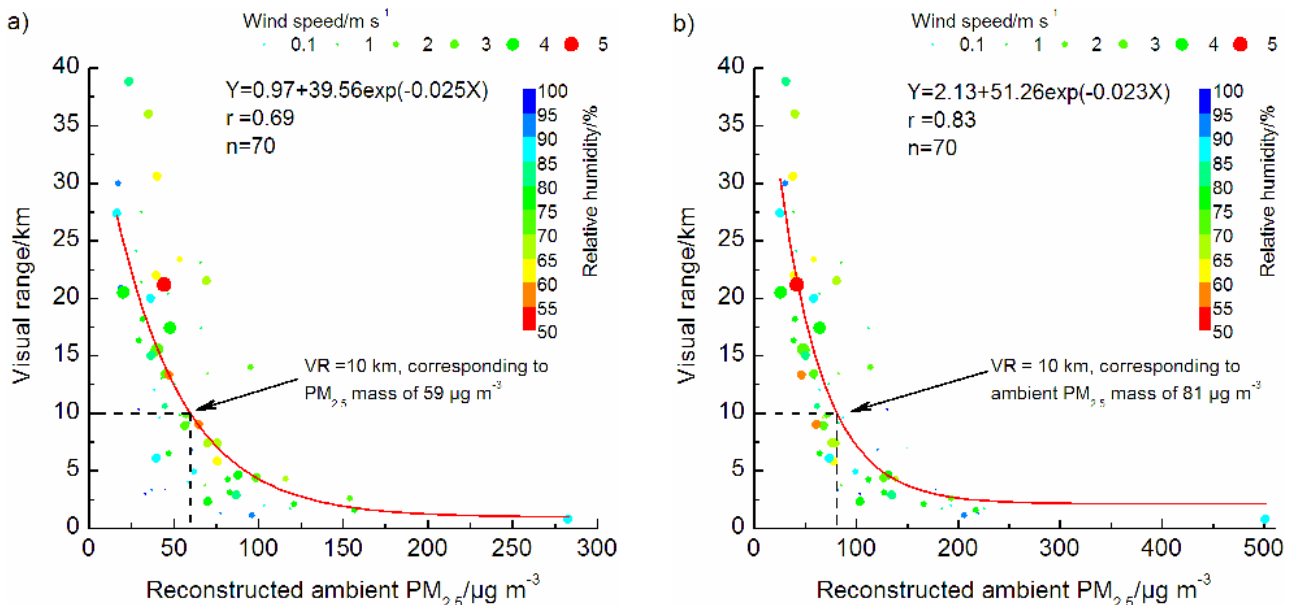 a)
Wind speed/m s⁻¹
0.1 1 2 3 4 5
40
35
30
25
20
15
10
5
0
Visual range/km
Y=0.97+39.56exp(-0.025X)
r =0.69
n=70
100
95
90
85
80
75
70
65
60
55
50
Relative humidity/%
VR = 10 km, corresponding to
PM₂.₅ mass of 59 µg m⁻³
0 50 100 150 200 250 300
Reconstructed ambient PM₂.₅/µg m⁻³
b)
Wind speed/m s⁻¹
0.1 1 2 3 4 5
40
35
30
25
20
15
10
5
0
Visual range/km
Y=2.13+51.26exp(-0.023X)
r =0.83
n=70
100
95
90
85
80
75
70
65
60
55
50
Relative humidity/%
VR = 10 km, corresponding to
ambient PM₂.₅ mass of 81 µg m⁻³
0 100 200 300 400 500
Reconstructed ambient PM₂.₅/µg m⁻³